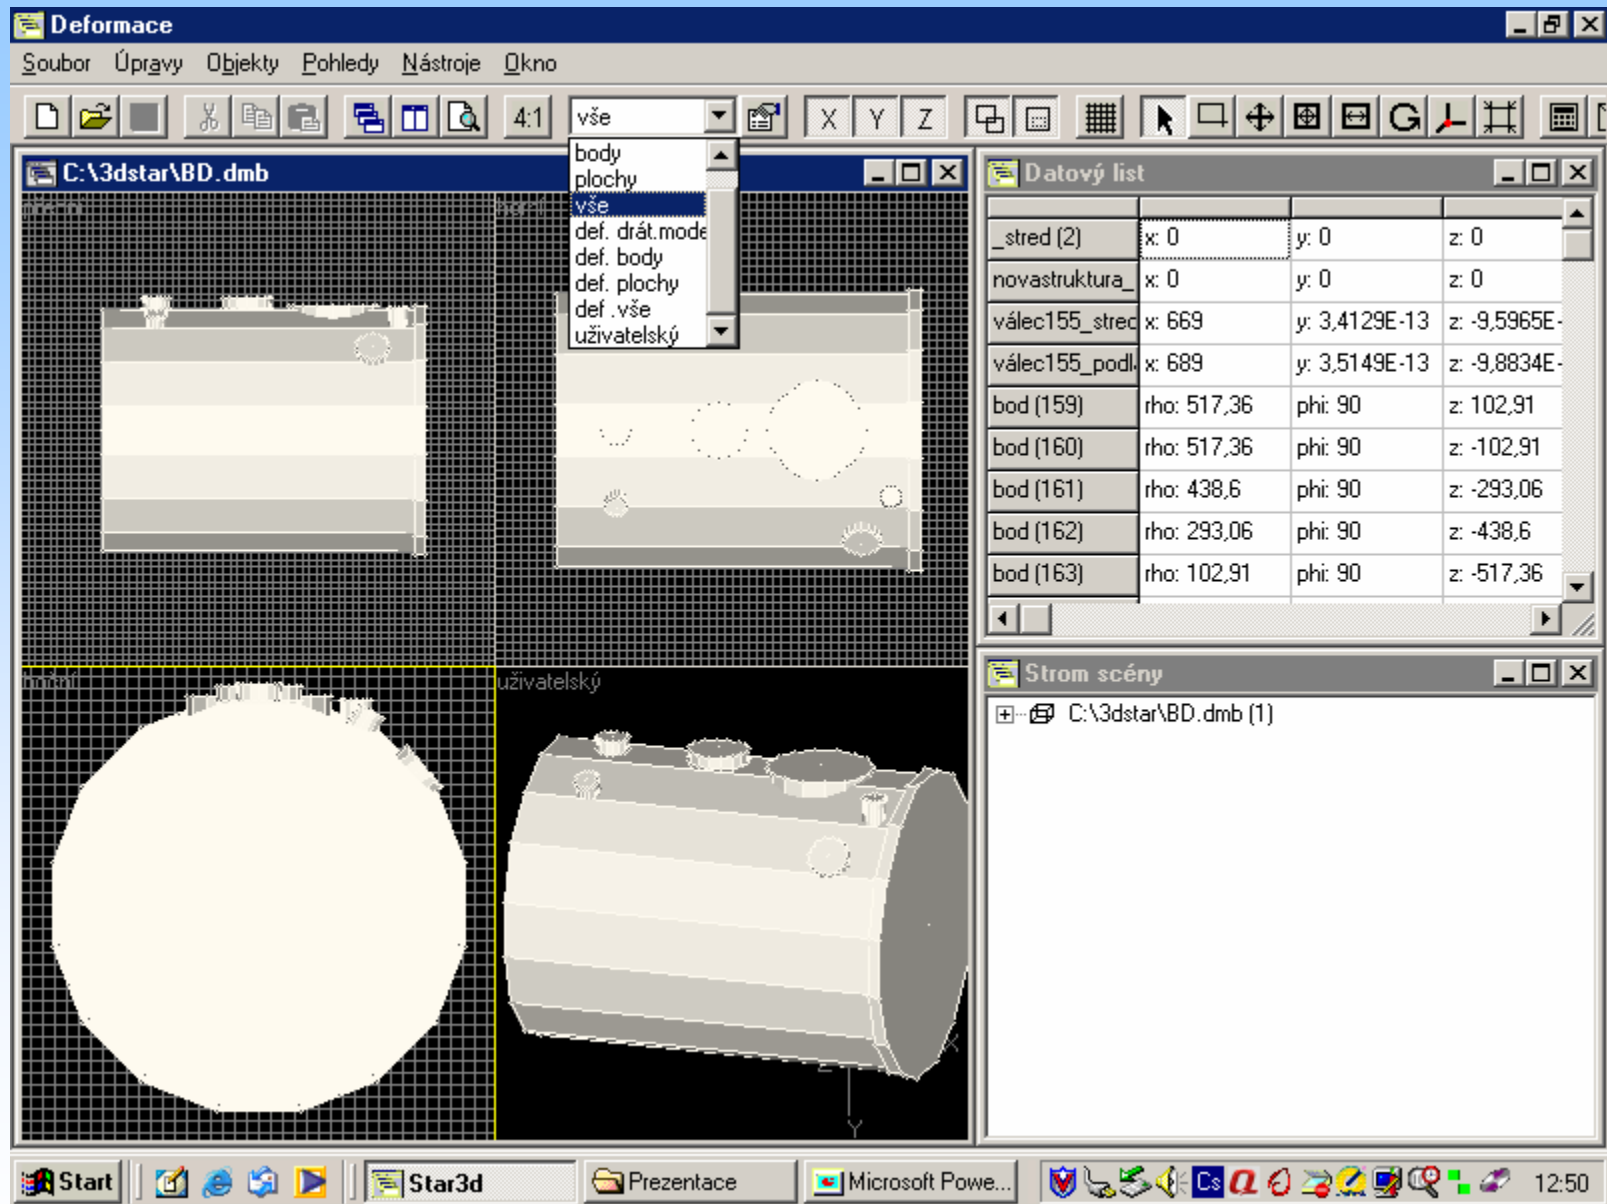 Deformace
Soubor Úpravy Objekty Pohledy Nástroje Okno
4:1 vše X Y Z
body
plochy
vše
def. drát.mode
def. body
def. plochy
def .vše
uživatelský
C:\3dstar\BD.dmb
horní
uživatelský
Z
X
Y
Datový list
_stred (2) x: 0 y: 0 z: 0
novastruktura_ x: 0 y: 0 z: 0
válec155_stred x: 669 y: 3,4129E-13 z: -9,5965E-
válec155_podl. x: 689 y: 3,5149E-13 z: -9,8834E-
bod (159) rho: 517,36 phi: 90 z: 102,91
bod (160) rho: 517,36 phi: 90 z: -102,91
bod (161) rho: 438,6 phi: 90 z: -293,06
bod (162) rho: 293,06 phi: 90 z: -438,6
bod (163) rho: 102,91 phi: 90 z: -517,36
Strom scény
C:\3dstar\BD.dmb (1)
Start Star3d Prezentace Microsoft Powe... Cs 12:50